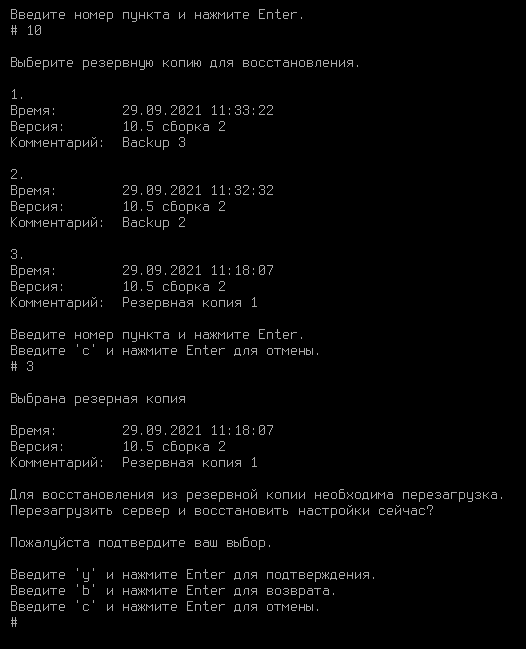 Введите номер пункта и нажмите Enter.
# 10
Выберите резервную копию для восстановления.
1.
Время: 29.09.2021 11:33:22
Версия: 10.5 сборка 2
Комментарий: Backup 3
2.
Время: 29.09.2021 11:32:32
Версия: 10.5 сборка 2
Комментарий: Backup 2
3.
Время: 29.09.2021 11:18:07
Версия: 10.5 сборка 2
Комментарий: Резервная копия 1
Введите номер пункта и нажмите Enter.
Введите 'c' и нажмите Enter для отмены.
# 3
Выбрана резерная копия
Время: 29.09.2021 11:18:07
Версия: 10.5 сборка 2
Комментарий: Резервная копия 1
Для восстановления из резервной копии необходима перезагрузка.
Перезагрузить сервер и восстановить настройки сейчас?
Пожалуйста подтвердите ваш выбор.
Введите 'y' и нажмите Enter для подтверждения.
Введите 'b' и нажмите Enter для возврата.
Введите 'c' и нажмите Enter для отмены.
#